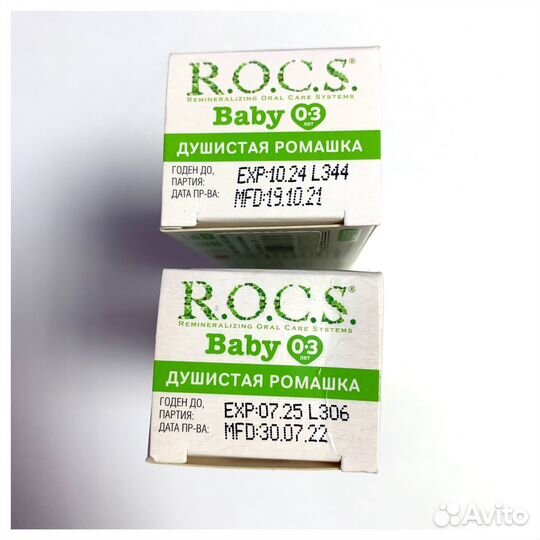 R.O.C.S.®
REMINERALIZING ORAL CARE SYSTEMS
Baby 0-3 лет
ДУШИСТАЯ РОМАШКА
ГОДЕН ДО,
ПАРТИЯ: EXP:10.24 L344
ДАТА ПР-ВА: MFD:19.10.21
R.O.C.S.®
REMINERALIZING ORAL CARE SYSTEMS
Baby 0-3 лет
ДУШИСТАЯ РОМАШКА
ГОДЕН ДО,
ПАРТИЯ: EXP:07.25 L306
ДАТА ПР-ВА: MFD:30.07.22
Avito